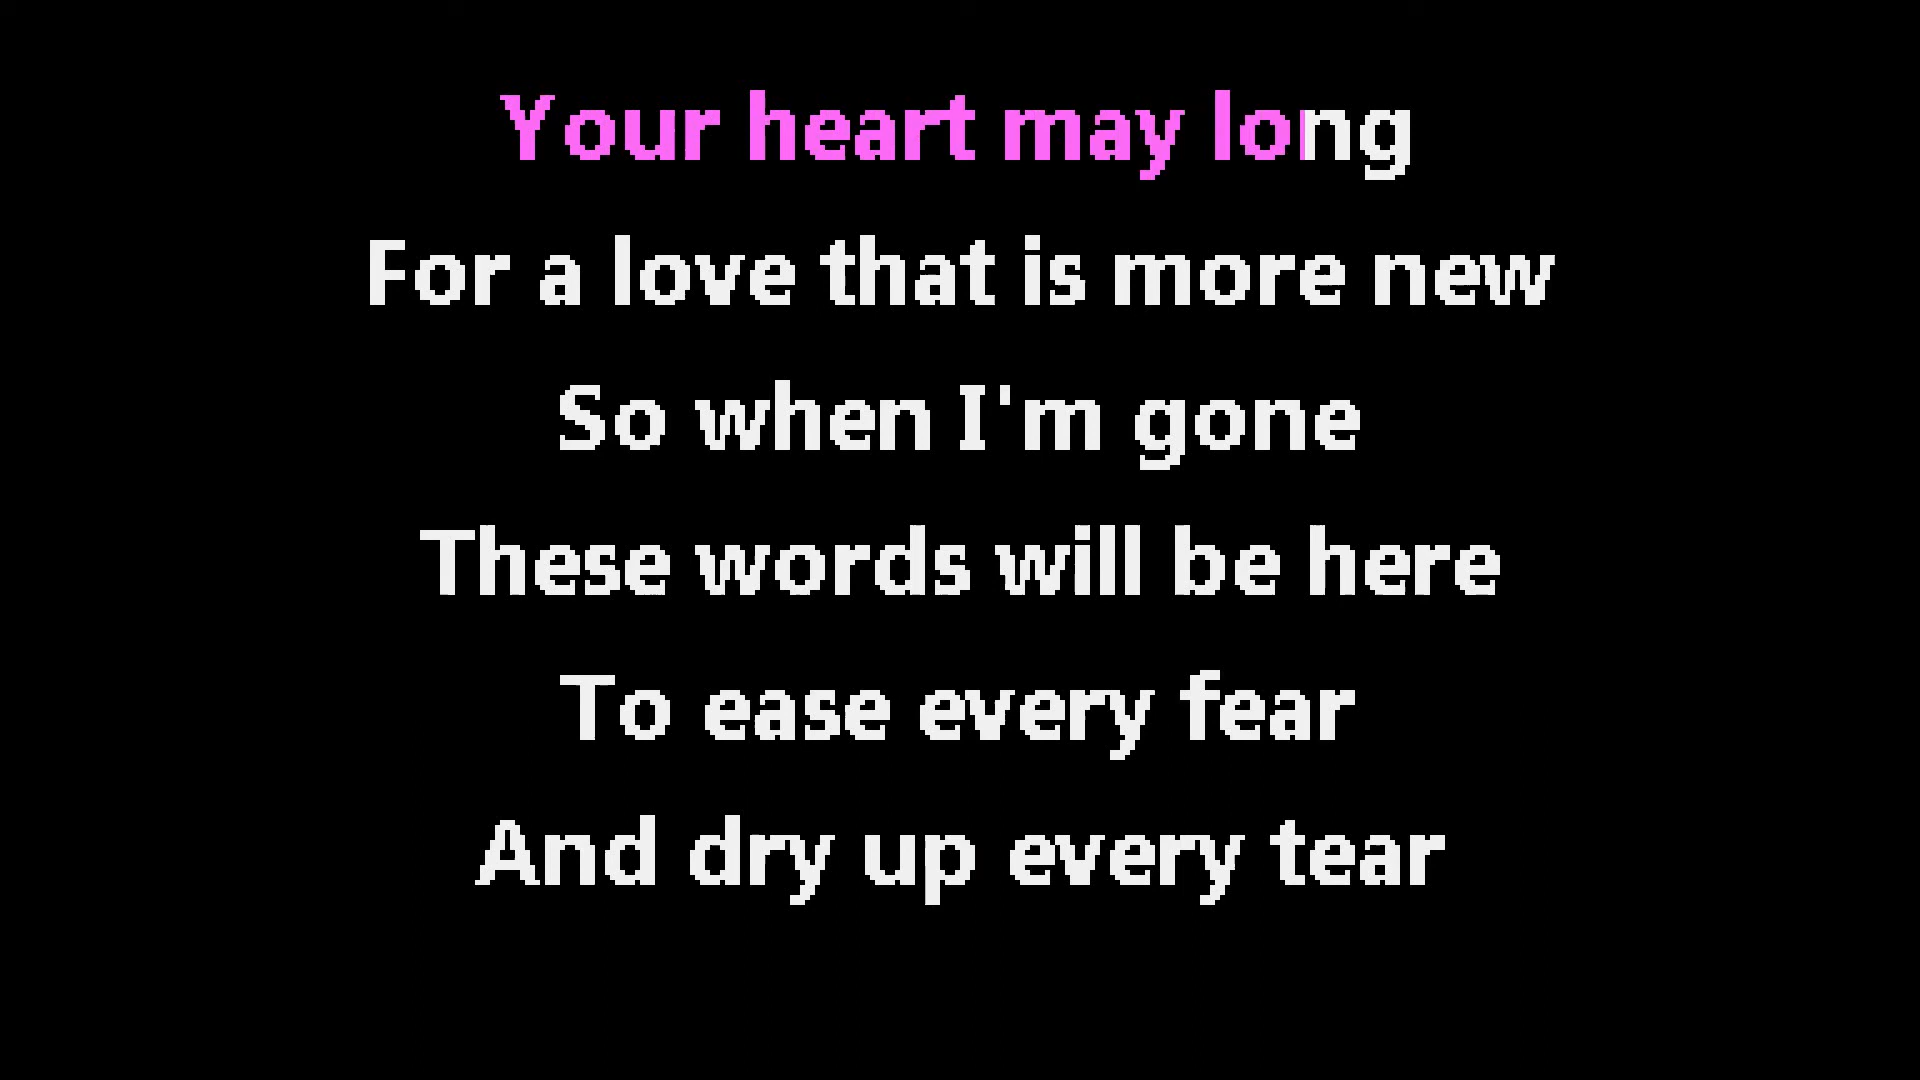 Your heart may long
For a love that is more new
So when I'm gone
These words will be here
To ease every fear
And dry up every tear